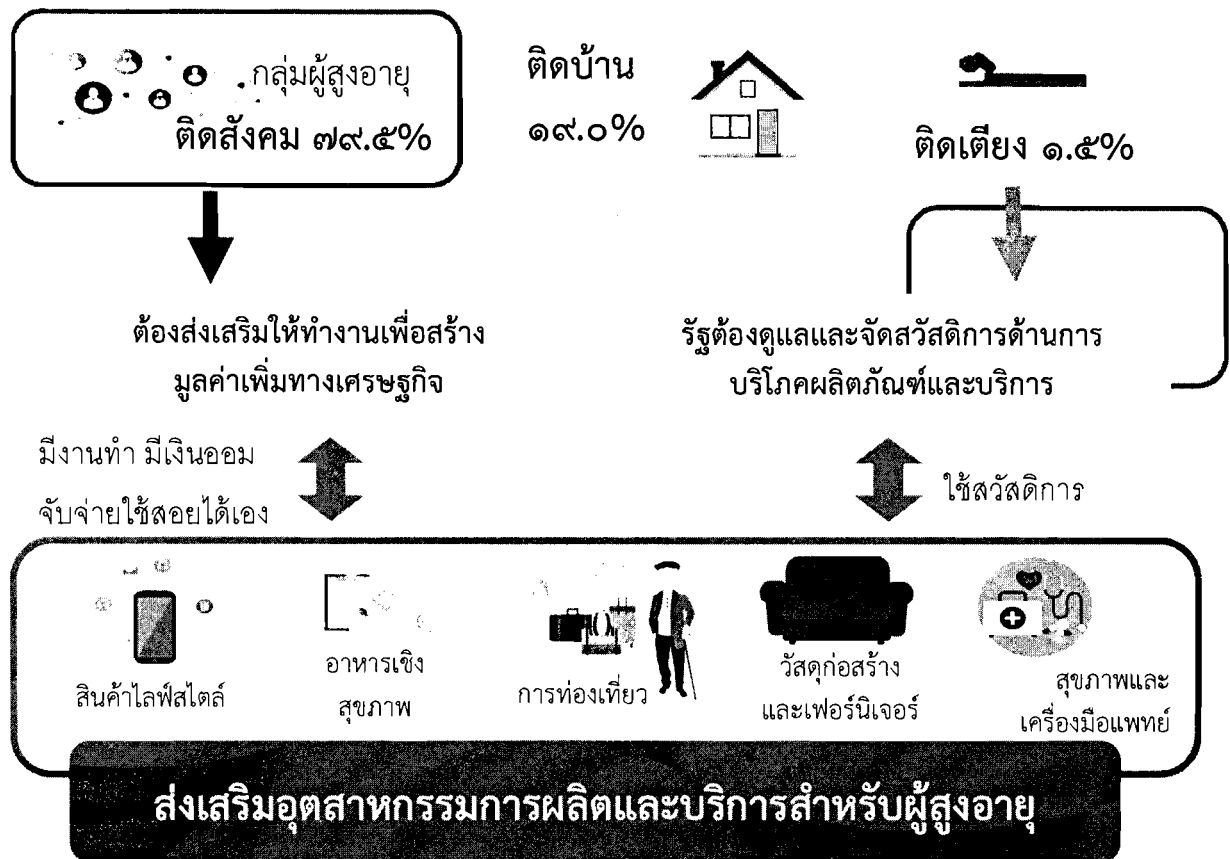 กลุ่มผู้สูงอายุ
ติดสังคม ๗๙.๕%
ติดบ้าน
๑๙.๐%
ติดเตียง ๑.๕%
ต้องส่งเสริมให้ทำงานเพื่อสร้าง
มูลค่าเพิ่มทางเศรษฐกิจ
รัฐต้องดูแลและจัดสวัสดิการด้านการ
บริโภคผลิตภัณฑ์และบริการ
มีงานทำ มีเงินออม
จับจ่ายใช้สอยได้เอง
ใช้สวัสดิการ
สินค้าไลฟ์สไตล์
อาหารเชิง
สุขภาพ
การท่องเที่ยว
วัสดุก่อสร้าง
และเฟอร์นิเจอร์
สุขภาพและ
เครื่องมือแพทย์
ส่งเสริมอุตสาหกรรมการผลิตและบริการสำหรับผู้สูงอายุ